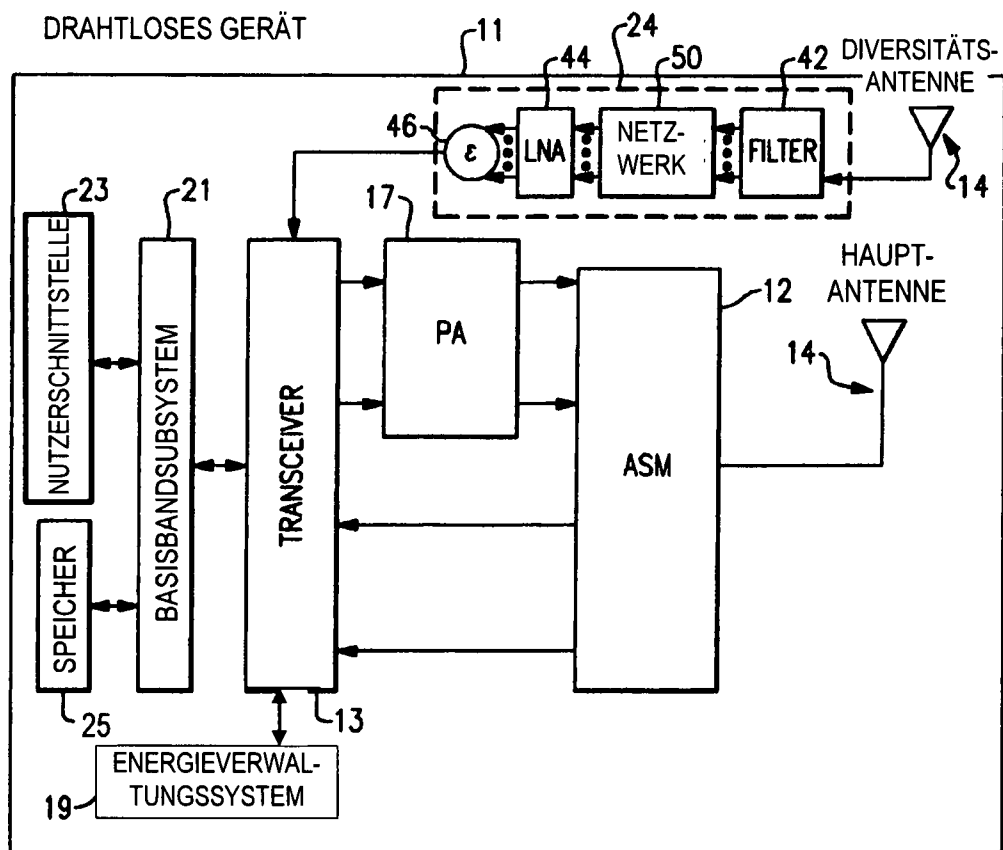 DRAHTLOSES GERÄT
11
24
44
50
42
DIVERSITÄTS-
ANTENNE
46
ε
LNA
NETZ-
WERK
FILTER
14
23
21
17
NUTZERSCHNITTSTELLE
BASISBANDSUBSYSTEM
TRANSCEIVER
PA
12
HAUPT-
ANTENNE
14
ASM
SPEICHER
25
13
ENERGIEVERWAL-
TUNGSSYSTEM
19